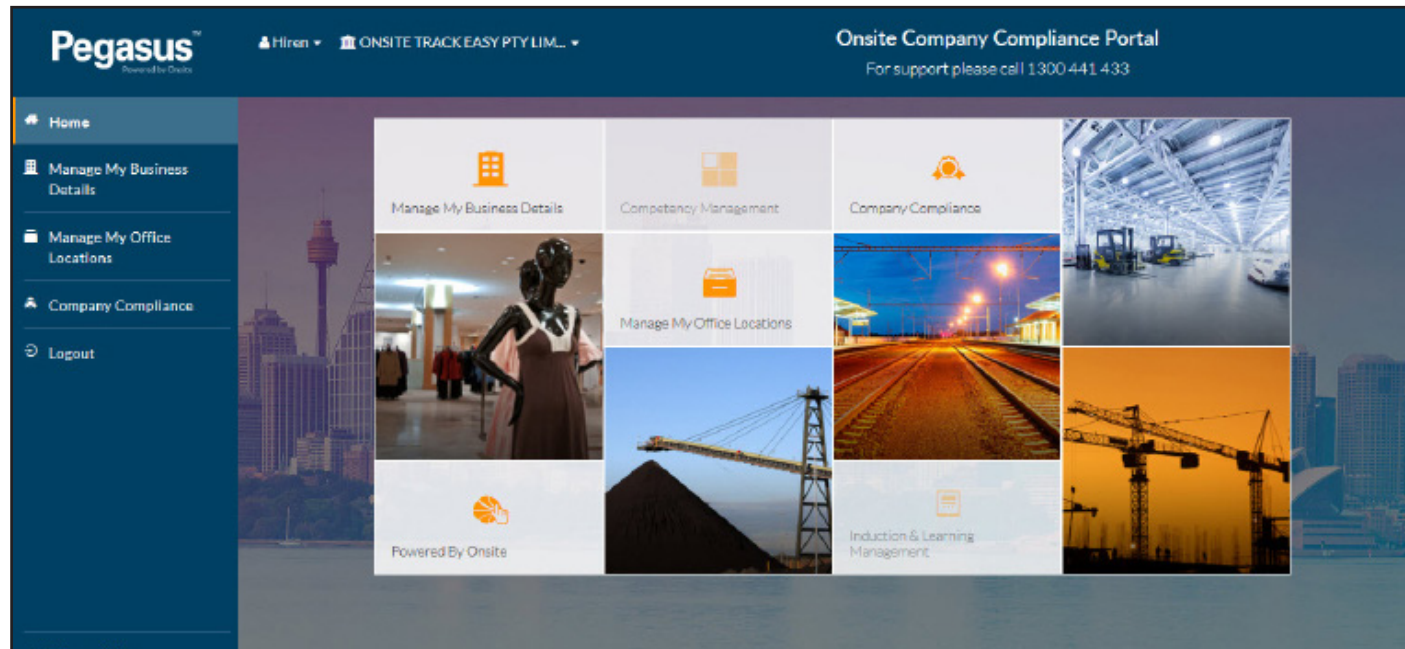 Pegasus™
Powered by Onsite
Hiren
ONSITE TRACK EASY PTY LIM...
Onsite Company Compliance Portal
For support please call 1300 441 433
Home
Manage My Business
Details
Manage My Office
Locations
Company Compliance
Logout
Manage My Business Details
Competency Management
Company Compliance
Manage My Office Locations
Powered By Onsite
Induction & Learning
Management